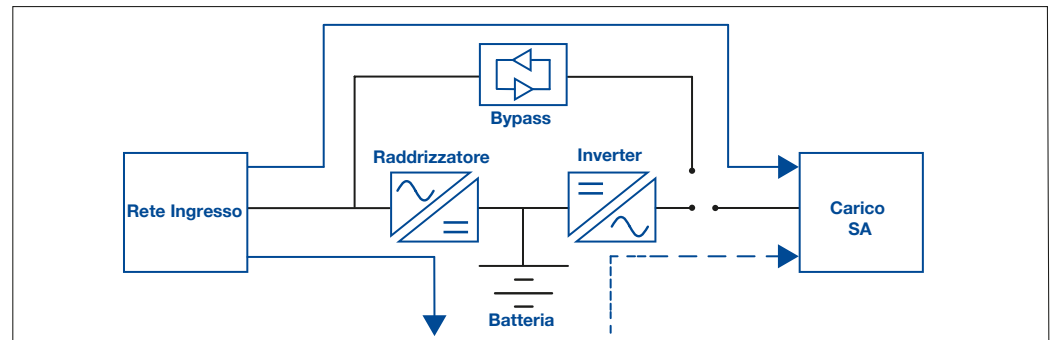 Bypass
Raddrizzatore
Inverter
Rete Ingresso
Carico
SA
Batteria